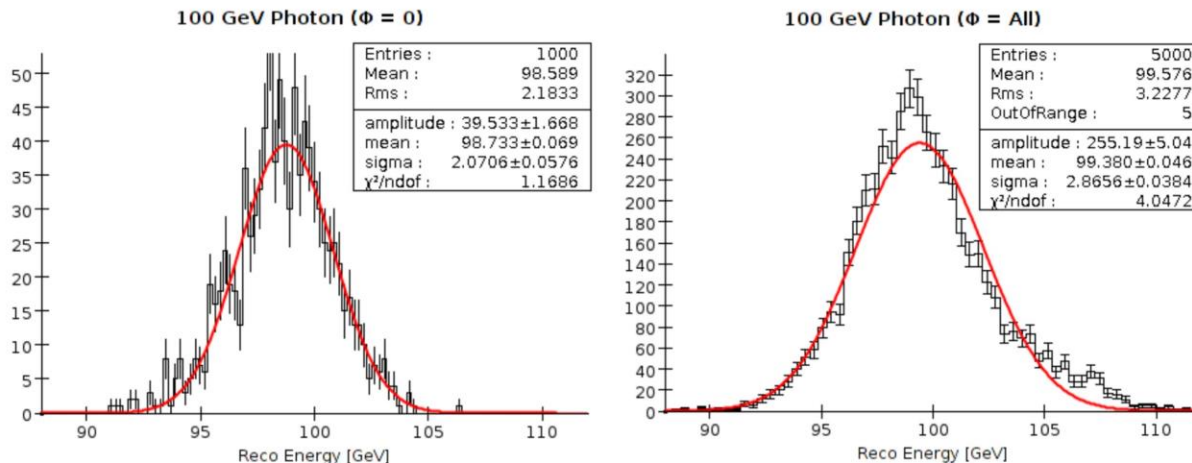 100 GeV Photon (Φ = 0)
Entries : 1000
Mean : 98.589
Rms : 2.1833
amplitude : 39.533±1.668
mean : 98.733±0.069
sigma : 2.0706±0.0576
χ²/ndof : 1.1686
50
45
40
35
30
25
20
15
10
5
0
90 95 100 105 110
Reco Energy [GeV]
100 GeV Photon (Φ = All)
Entries : 5000
Mean : 99.576
Rms : 3.2277
OutOfRange : 5
amplitude : 255.19±5.04
mean : 99.380±0.046
sigma : 2.8656±0.0384
χ²/ndof : 4.0472
320
300
280
260
240
220
200
180
160
140
120
100
80
60
40
20
0
90 95 100 105 110
Reco Energy [GeV]